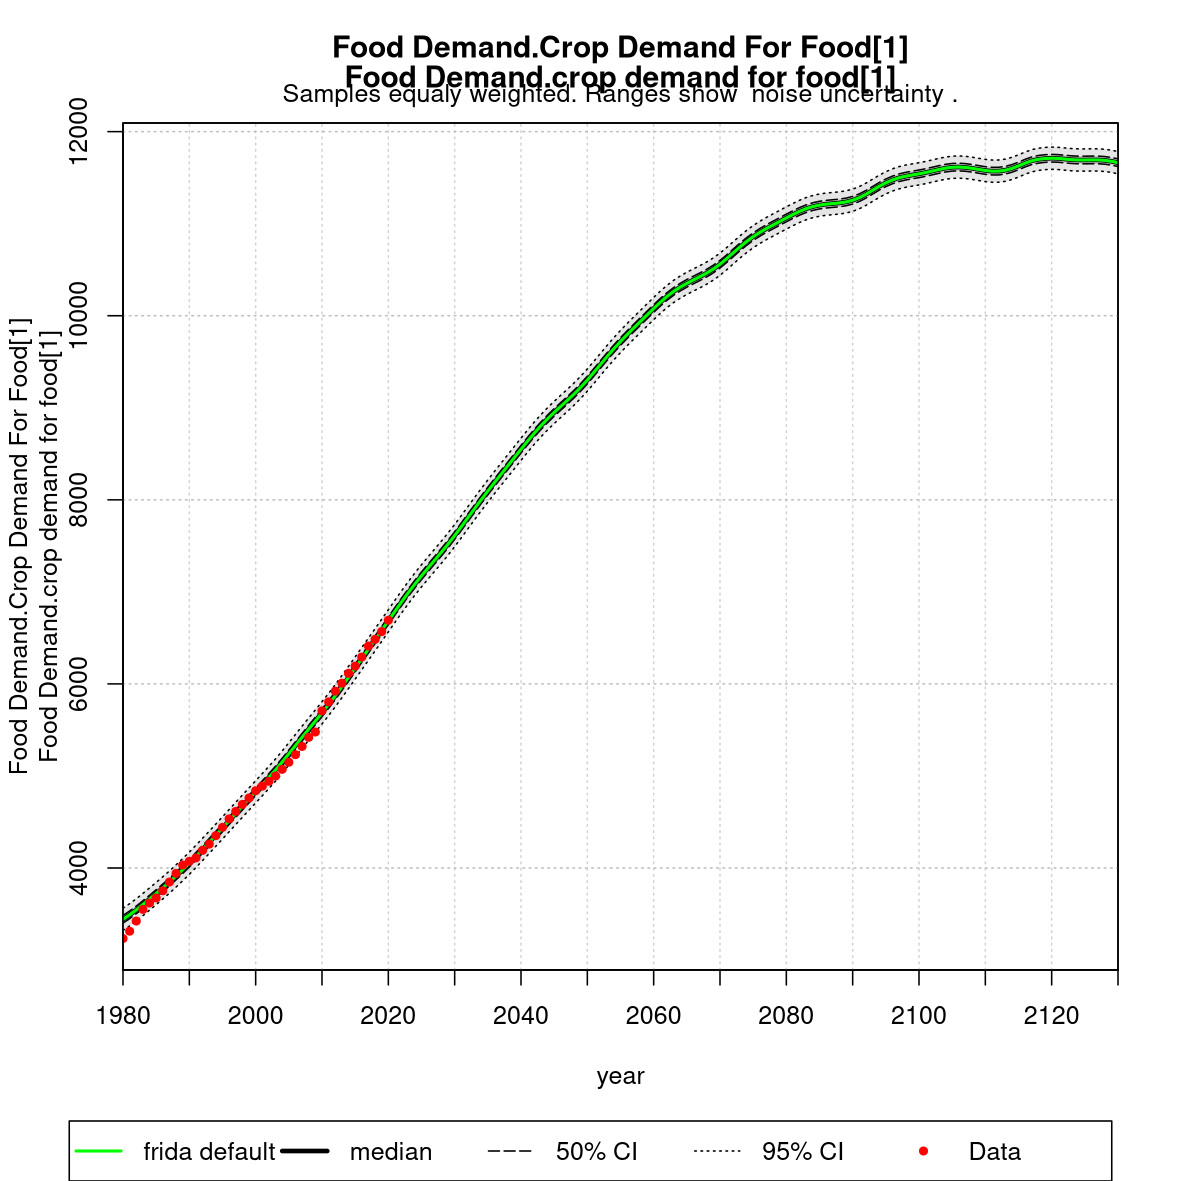 Food Demand.Crop Demand For Food[1]
Food Demand.crop demand for food[1]
Samples equaly weighted. Ranges show  noise uncertainty .
Food Demand.Crop Demand For Food[1]
Food Demand.crop demand for food[1]
12000
10000
8000
6000
4000
1980 2000 2020 2040 2060 2080 2100 2120
year
frida default median 50% CI 95% CI Data